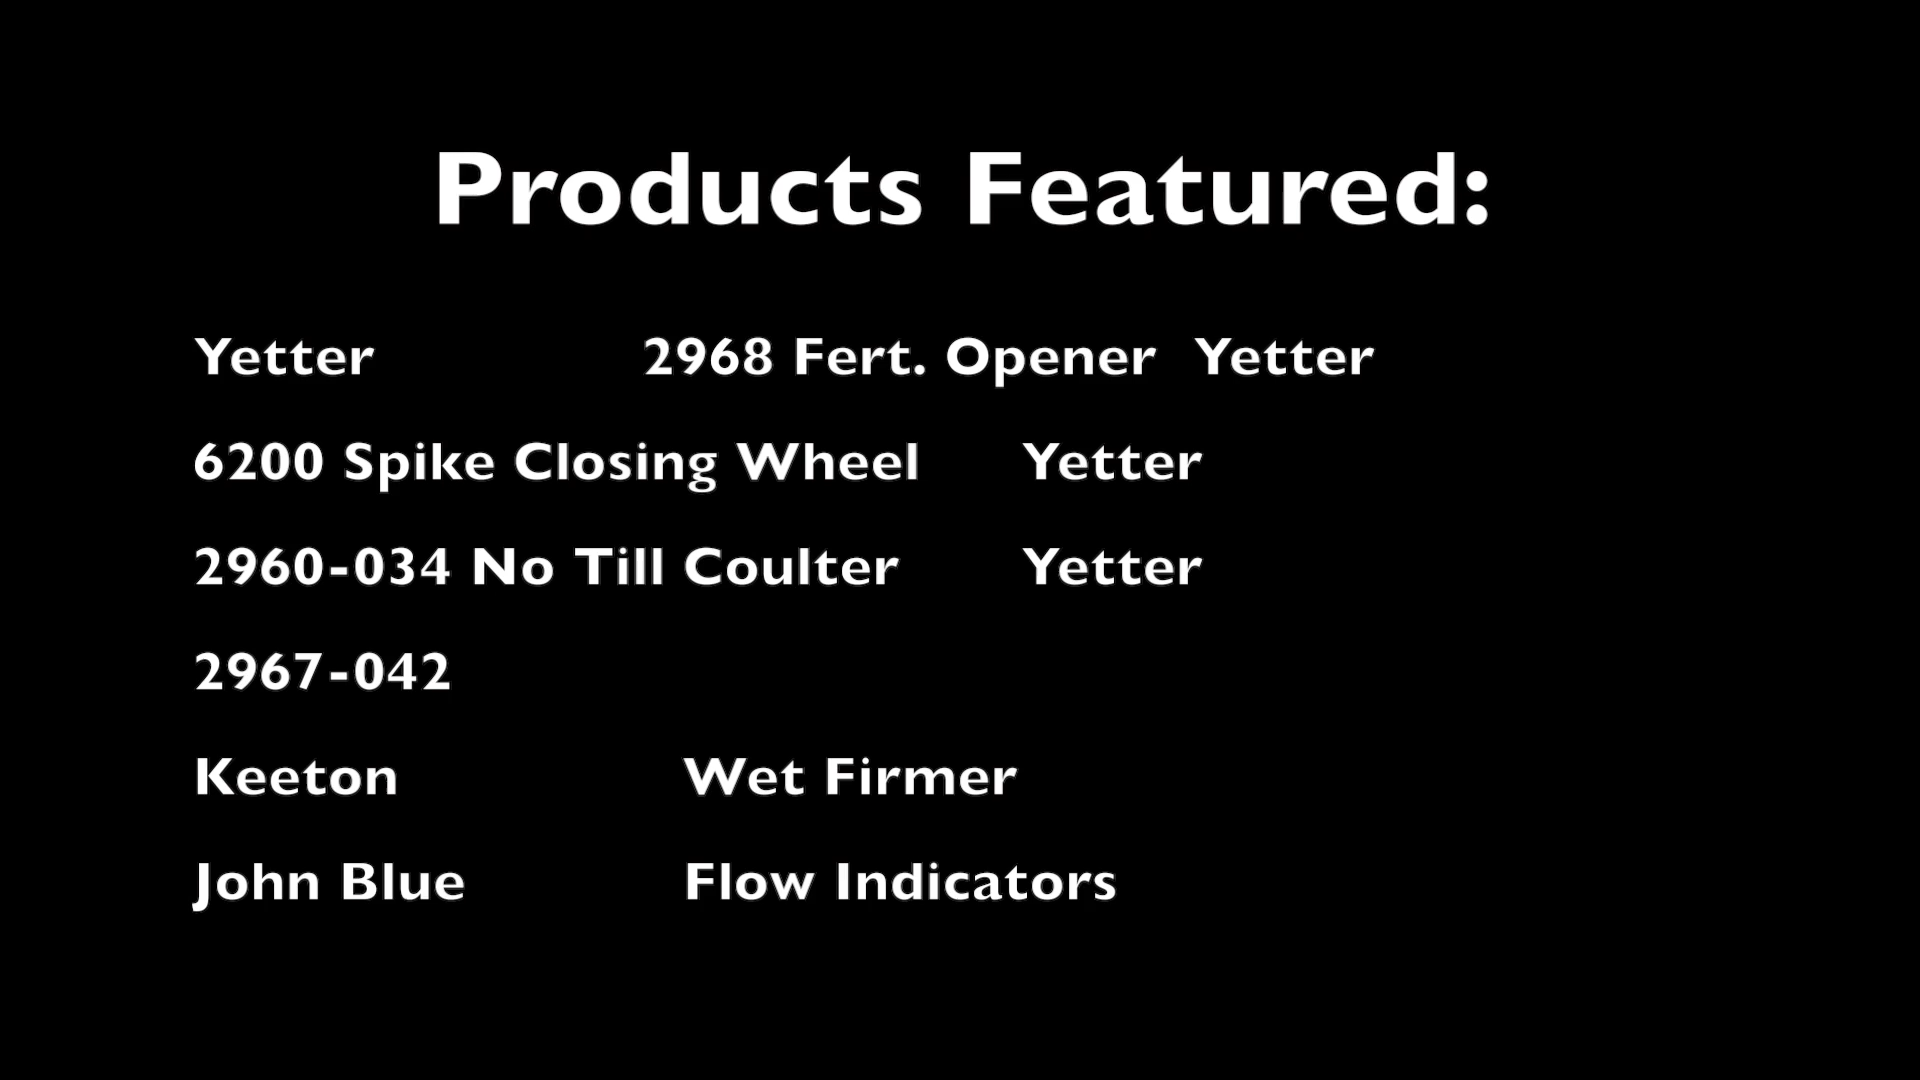 Products Featured:
Yetter 2968 Fert. Opener Yetter
6200 Spike Closing Wheel Yetter
2960-034 No Till Coulter Yetter
2967-042
Keeton Wet Firmer
John Blue Flow Indicators